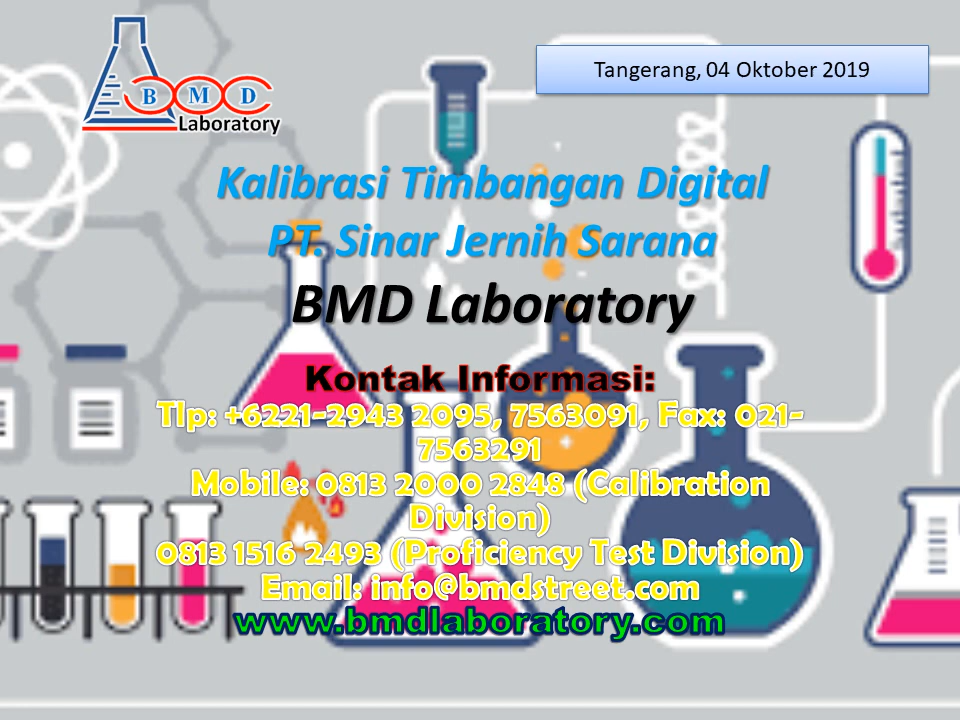 B M D
Laboratory
Tangerang, 04 Oktober 2019
Kalibrasi Timbangan Digital
PT. Sinar Jernih Sarana
BMD Laboratory
Kontak Informasi:
Tlp: +6221-2943 2095, 7563091, Fax: 021-
7563291
Mobile: 0813 2000 2848 (Calibration
Division)
0813 1516 2493 (Proficiency Test Division)
Email: info@bmdstreet.com
www.bmdlaboratory.com